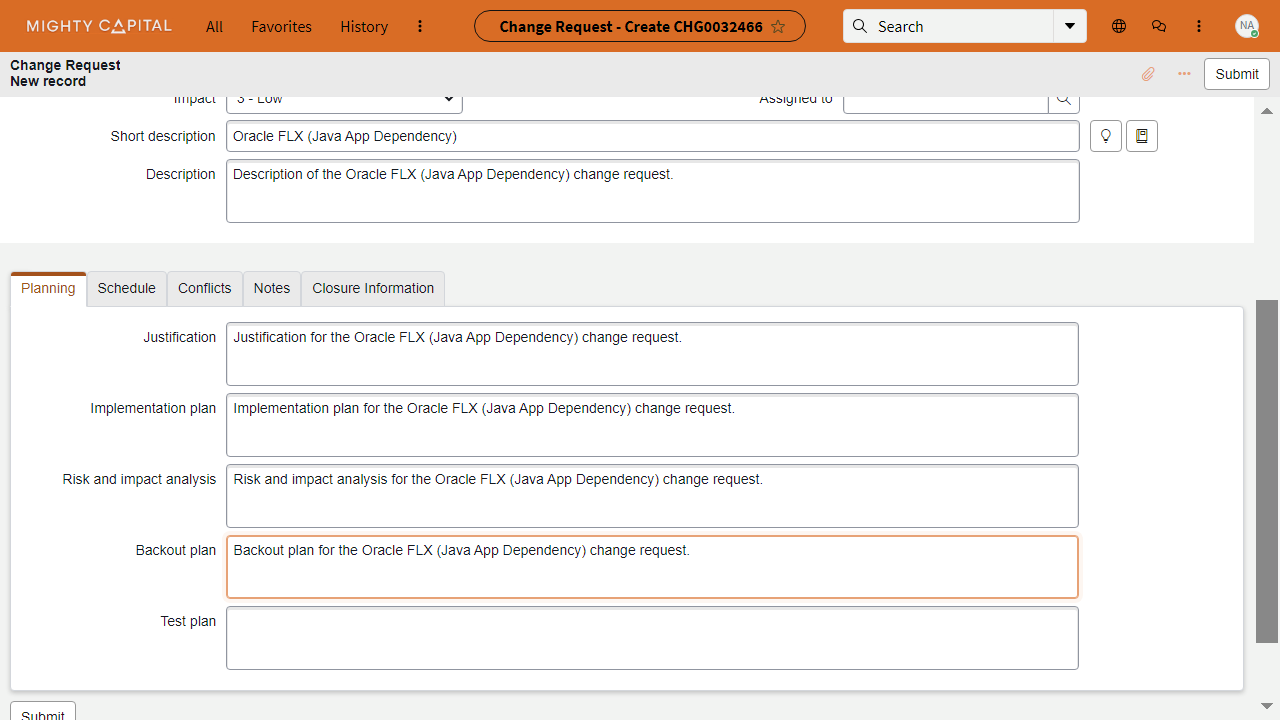 MIGHTY CAPITAL All Favorites History Change Request - Create CHG0032466 Search NA
Change Request
New record
Submit
Impact 3 - Low Assigned to
Short description Oracle FLX (Java App Dependency)
Description Description of the Oracle FLX (Java App Dependency) change request.
Planning Schedule Conflicts Notes Closure Information
Justification Justification for the Oracle FLX (Java App Dependency) change request.
Implementation plan Implementation plan for the Oracle FLX (Java App Dependency) change request.
Risk and impact analysis Risk and impact analysis for the Oracle FLX (Java App Dependency) change request.
Backout plan Backout plan for the Oracle FLX (Java App Dependency) change request.
Test plan
Submit